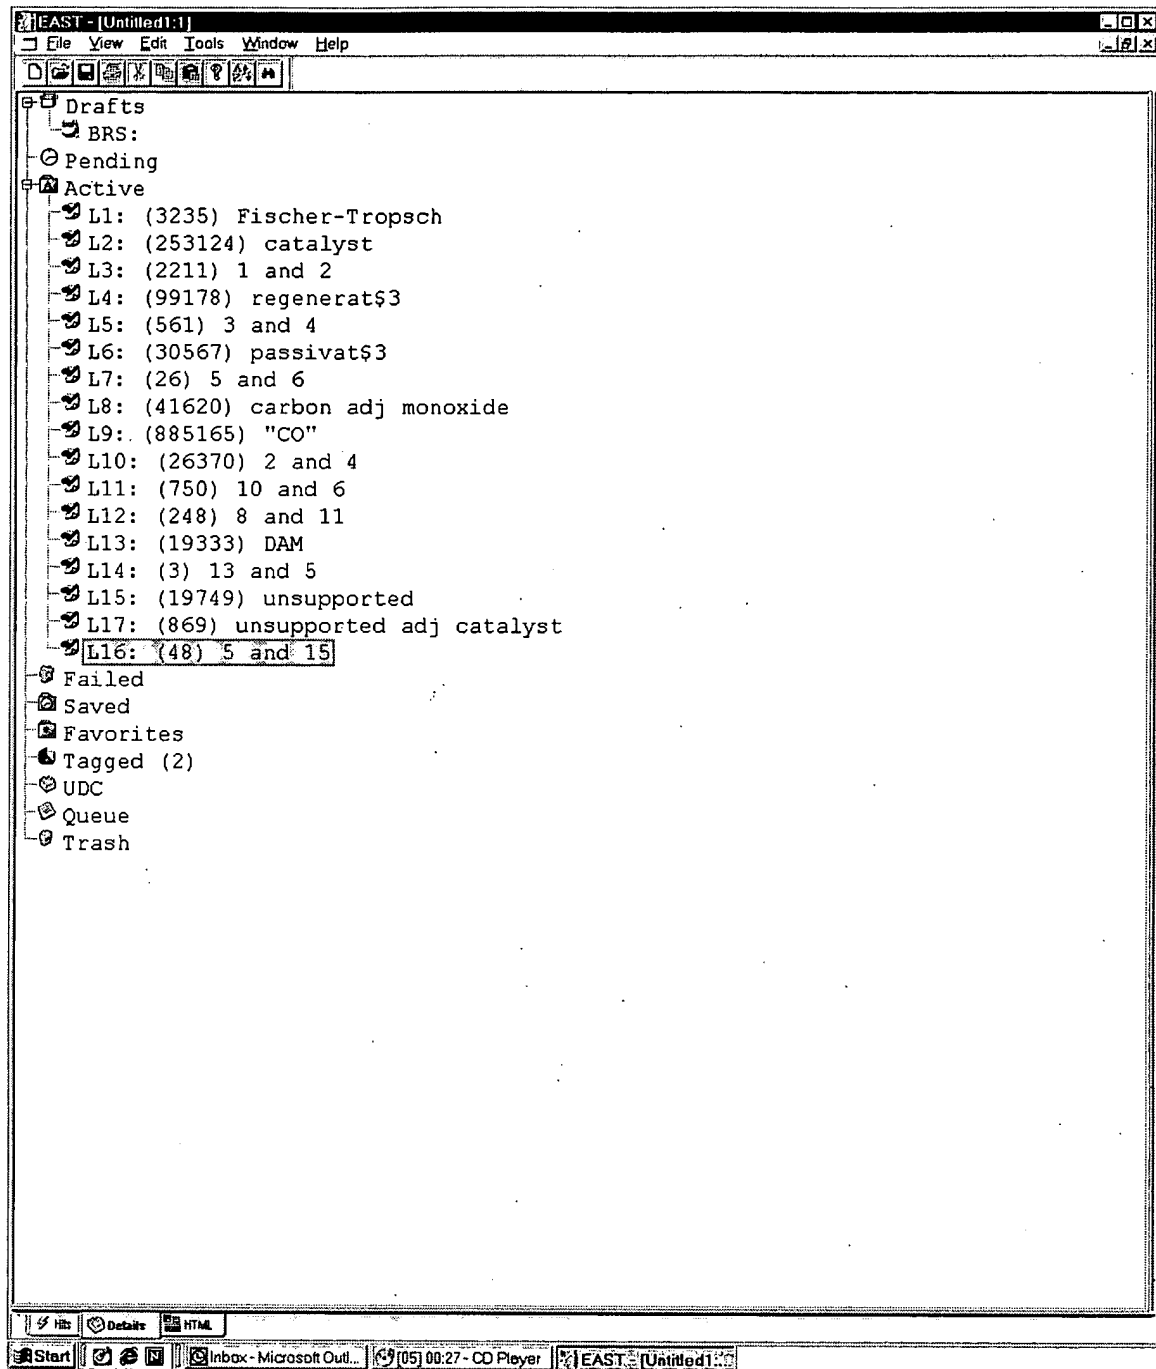 EAST - [Untitled1:1]
File View Edit Tools Window Help
Drafts
BRS:
Pending
Active
L1: (3235) Fischer-Tropsch
L2: (253124) catalyst
L3: (2211) 1 and 2
L4: (99178) regenerat$3
L5: (561) 3 and 4
L6: (30567) passivat$3
L7: (26) 5 and 6
L8: (41620) carbon adj monoxide
L9: (885165) "CO"
L10: (26370) 2 and 4
L11: (750) 10 and 6
L12: (248) 8 and 11
L13: (19333) DAM
L14: (3) 13 and 5
L15: (19749) unsupported
L17: (869) unsupported adj catalyst
L16: (48) 5 and 15
Failed
Saved
Favorites
Tagged (2)
UDC
Queue
Trash
Hits Details HTML
Start Inbox - Microsoft Outl... [05] 00:27 - CD Player EAST - [Untitled1:...